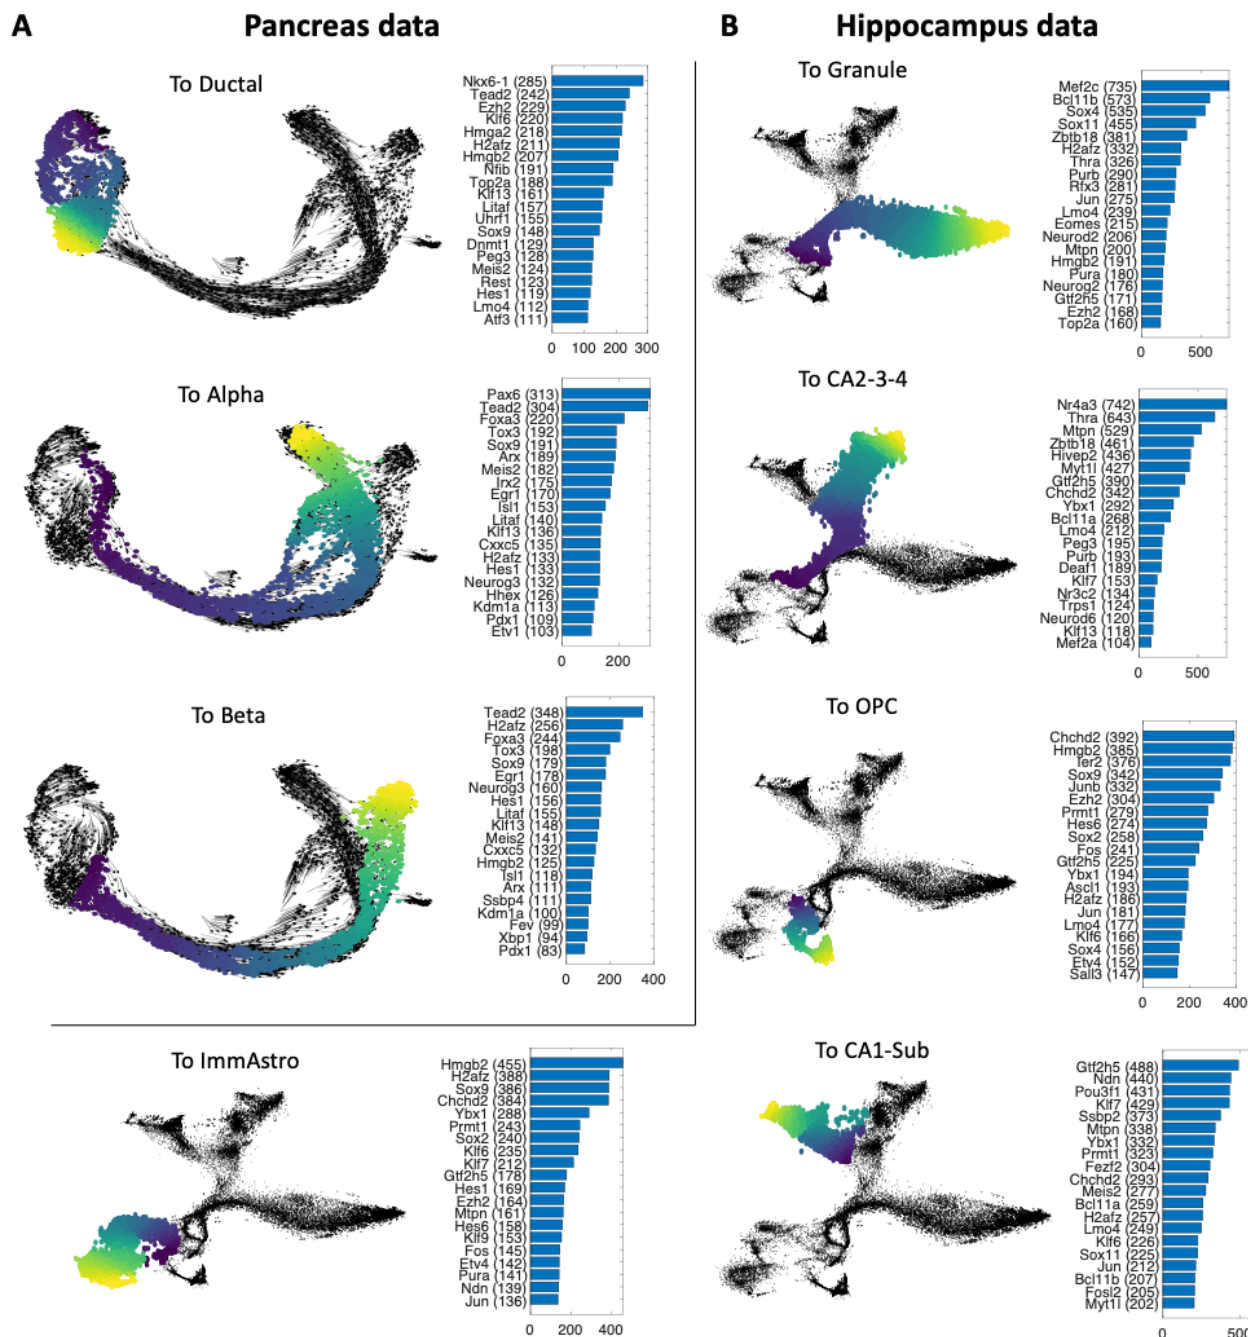 A
Pancreas data
B
Hippocampus data
To Ductal
Nkx6-1 (285)
Tead2 (242)
Ezh2 (229)
Klf6 (220)
Hmga2 (218)
H2afz (211)
Hmgb2 (207)
Nfib (191)
Top2a (188)
Klf13 (161)
Litaf (157)
Uhrf1 (155)
Sox9 (148)
Dnmt1 (129)
Peg3 (128)
Meis2 (124)
Rest (123)
Hes1 (119)
Lmo4 (112)
Atf3 (111)
0 100 200 300
To Granule
Mef2c (735)
Bcl11b (573)
Sox4 (535)
Sox11 (455)
Zbtb18 (381)
H2afz (332)
Thra (326)
Purb (290)
Rfx3 (281)
Jun (275)
Lmo4 (239)
Eomes (215)
Neurod2 (206)
Mtpn (200)
Hmgb2 (191)
Pura (180)
Neurog2 (176)
Gtf2h5 (171)
Ezh2 (168)
Top2a (160)
0 500
To Alpha
Pax6 (313)
Tead2 (304)
Foxa3 (220)
Tox3 (192)
Sox9 (191)
Arx (189)
Meis2 (182)
Irx2 (175)
Egr1 (170)
Isl1 (153)
Litaf (140)
Klf13 (136)
Cxxc5 (135)
H2afz (133)
Hes1 (133)
Neurog3 (132)
Hhex (126)
Kdm1a (113)
Pdx1 (109)
Etv1 (103)
0 200
To CA2-3-4
Nr4a3 (742)
Thra (643)
Mtpn (529)
Zbtb18 (461)
Hivep2 (436)
Myt1l (427)
Gtf2h5 (390)
Chchd2 (342)
Ybx1 (292)
Bcl11a (268)
Lmo4 (212)
Peg3 (195)
Purb (193)
Deaf1 (189)
Klf7 (153)
Nr3c2 (134)
Trps1 (124)
Neurod6 (120)
Klf13 (118)
Mef2a (104)
0 500
To Beta
Tead2 (348)
H2afz (256)
Foxa3 (244)
Tox3 (198)
Sox9 (179)
Egr1 (178)
Neurog3 (160)
Hes1 (156)
Litaf (155)
Klf13 (148)
Meis2 (141)
Cxxc5 (132)
Hmgb2 (125)
Isl1 (118)
Arx (111)
Ssbp4 (111)
Kdm1a (100)
Fev (99)
Xbp1 (94)
Pdx1 (83)
0 200 400
To OPC
Chchd2 (392)
Hmgb2 (385)
Ter2 (376)
Sox9 (342)
Junb (332)
Ezh2 (304)
Prmt1 (279)
Hes6 (274)
Sox2 (258)
Fos (241)
Gtf2h5 (225)
Ybx1 (194)
Ascl1 (193)
H2afz (186)
Jun (181)
Lmo4 (177)
Klf6 (166)
Sox4 (156)
Etv4 (152)
Sall3 (147)
0 200 400
To ImmAstro
Hmgb2 (455)
H2afz (388)
Sox9 (386)
Chchd2 (384)
Ybx1 (288)
Prmt1 (243)
Sox2 (240)
Klf6 (235)
Klf7 (212)
Gtf2h5 (178)
Hes1 (169)
Ezh2 (164)
Mtpn (161)
Hes6 (158)
Klf9 (153)
Fos (145)
Etv4 (142)
Pura (141)
Ndn (139)
Jun (136)
0 200 400
To CA1-Sub
Gtf2h5 (488)
Ndn (440)
Pou3f1 (431)
Klf7 (429)
Ssbp2 (373)
Mtpn (338)
Ybx1 (332)
Prmt1 (323)
Fezf2 (304)
Chchd2 (293)
Meis2 (277)
Bcl11a (259)
H2afz (257)
Lmo4 (249)
Klf6 (226)
Sox11 (225)
Jun (212)
Bcl11b (207)
Fosl2 (205)
Myt1l (202)
0 500